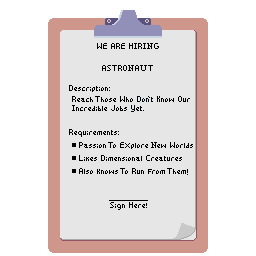 WE ARE HIRING
ASTRONAUT
Description:
Reach Those Who Don't Know Our
Incredible Jobs Yet.
Requirements:
Passion To Explore New Worlds
Likes Dimensional Creatures
Also Knows To Run From Them!
Sign Here!